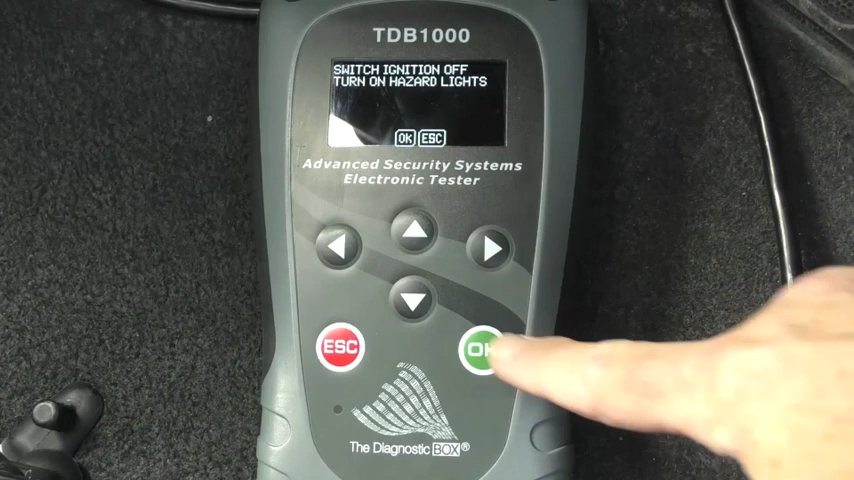 TDB1000
SWITCH IGNITION OFF
TURN ON HAZARD LIGHTS
OK ESC
Advanced Security Systems
Electronic Tester
ESC OK
The Diagnostic BOX®